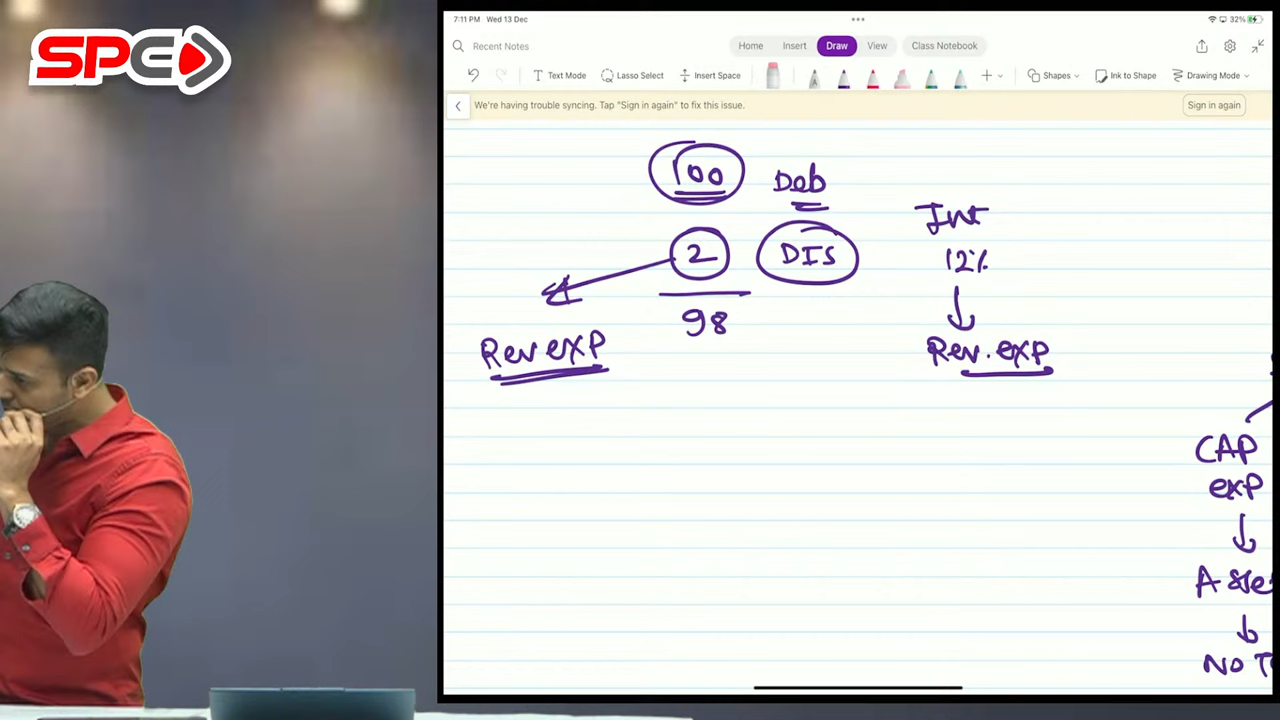 SPED
7:11 PM Wed 13 Dec
32%
Recent Notes
Home Insert Draw View Class Notebook
Text Mode Lasso Select Insert Space Shapes Ink to Shape Drawing Mode
We're having trouble syncing. Tap "Sign in again" to fix this issue.
Sign in again
100 Deb
2 DIS
98
Rev exp
Int
12%
Rev. exp
CAP
exp
NO